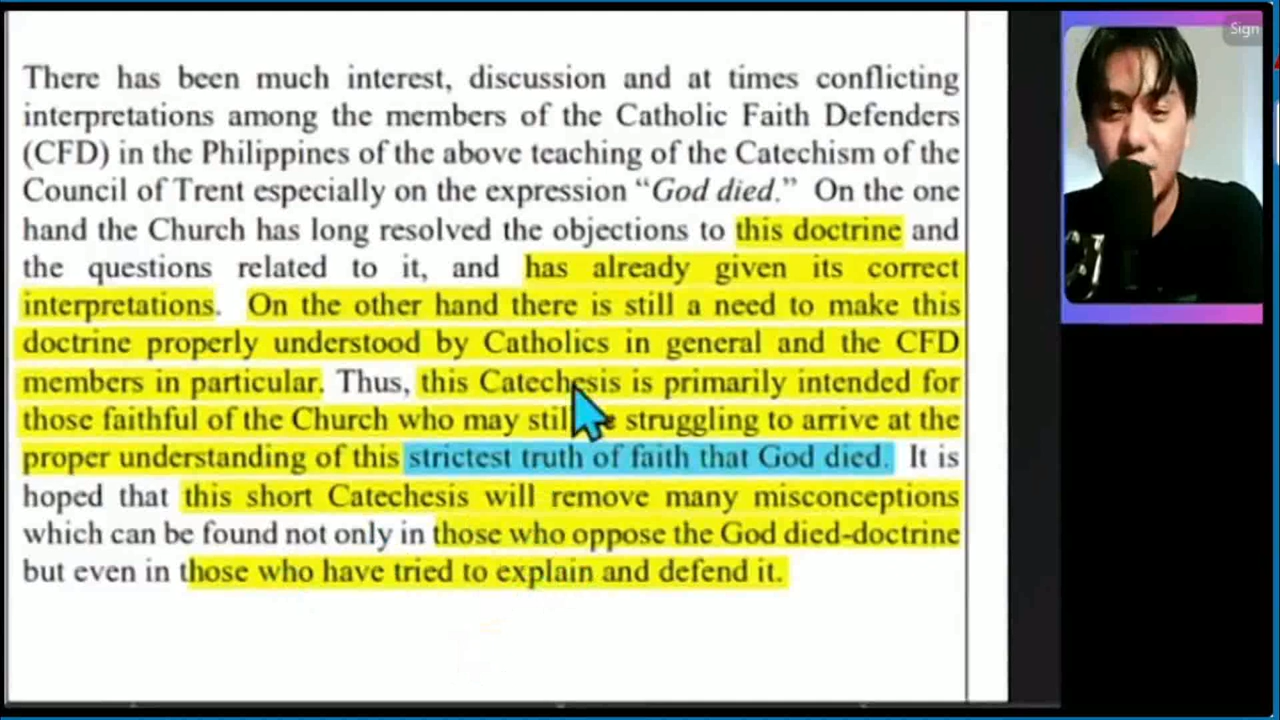 There has been much interest, discussion and at times conflicting
interpretations among the members of the Catholic Faith Defenders
(CFD) in the Philippines of the above teaching of the Catechism of the
Council of Trent especially on the expression “God died.” On the one
hand the Church has long resolved the objections to this doctrine and
the questions related to it, and has already given its correct
interpretations. On the other hand there is still a need to make this
doctrine properly understood by Catholics in general and the CFD
members in particular. Thus, this Catechesis is primarily intended for
those faithful of the Church who may still struggling to arrive at the
proper understanding of this strictest truth of faith that God died. It is
hoped that this short Catechesis will remove many misconceptions
which can be found not only in those who oppose the God died-doctrine
but even in those who have tried to explain and defend it.
Sign